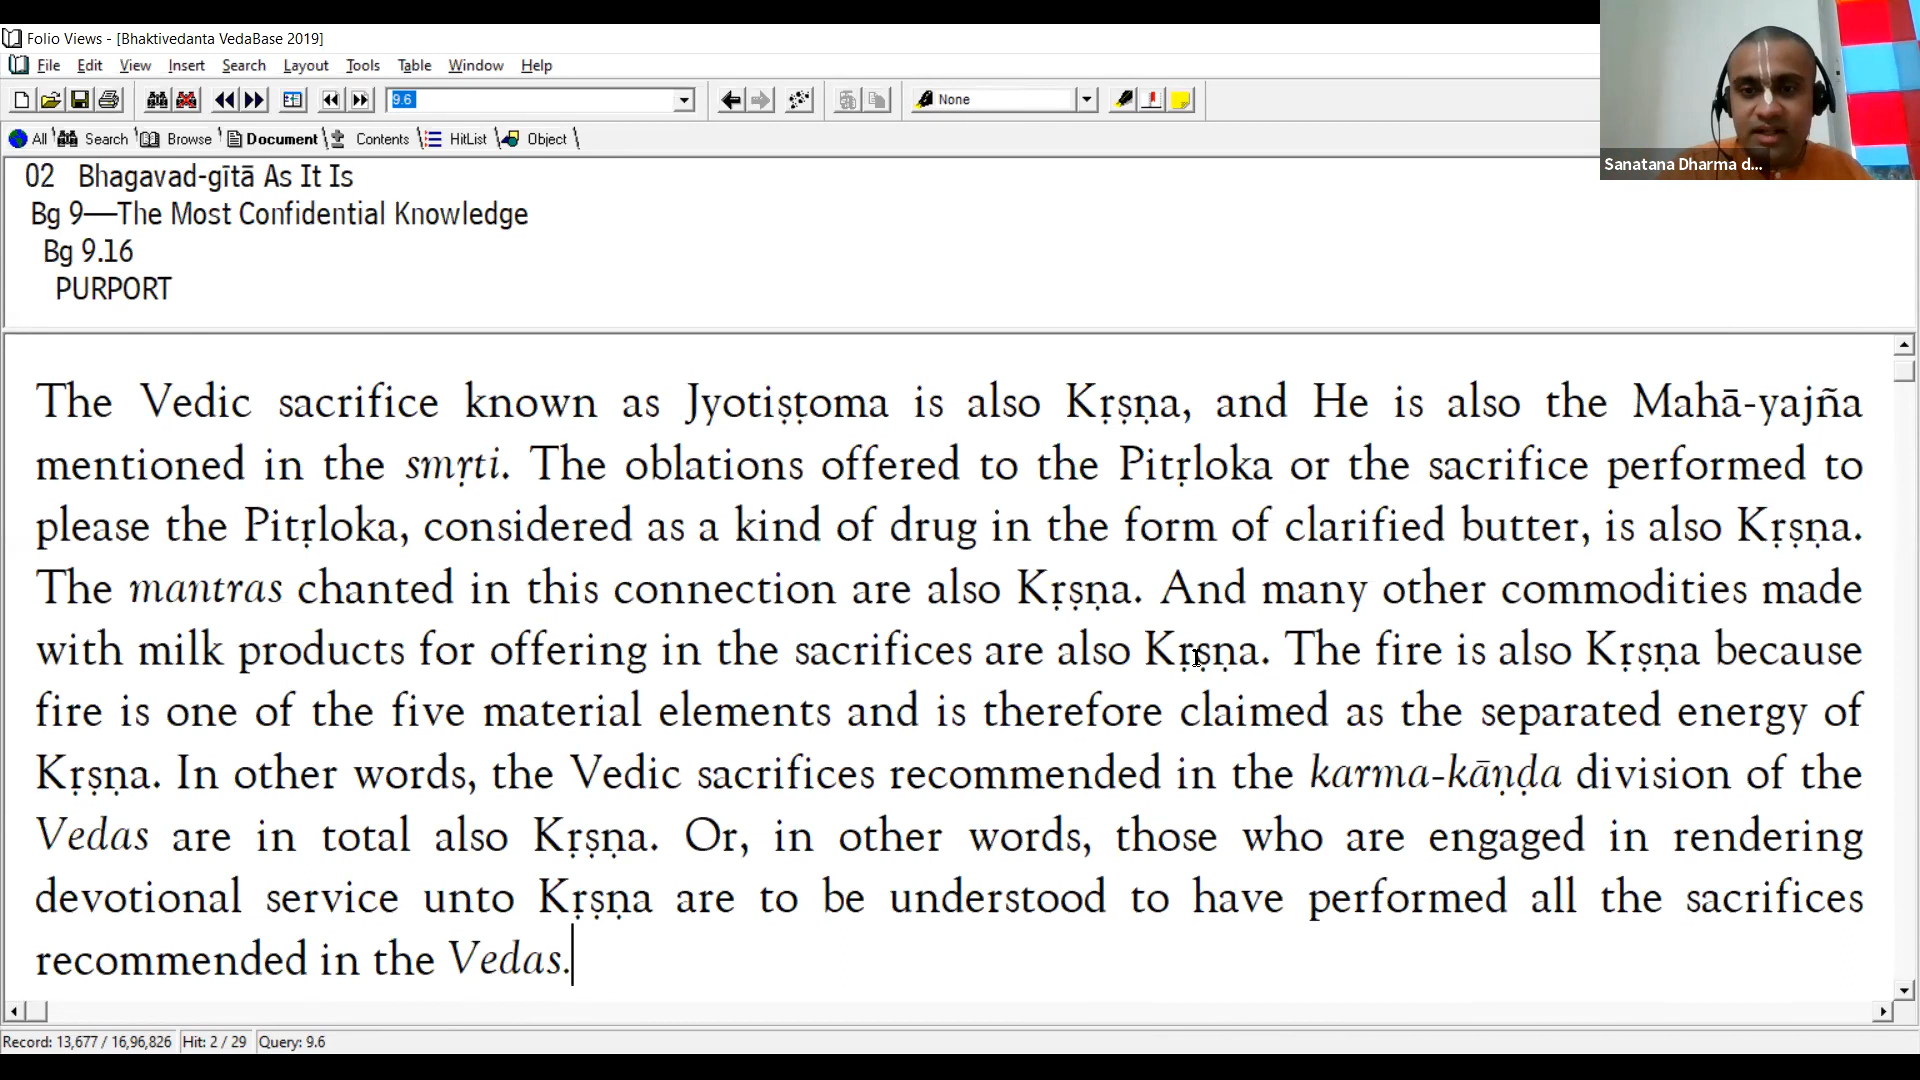 Folio Views - [Bhaktivedanta VedaBase 2019]
File Edit View Insert Search Layout Tools Table Window Help
9.6 None
All Search Browse Document Contents HitList Object
Sanatana Dharma d...
02 Bhagavad-gītā As It Is
Bg 9—The Most Confidential Knowledge
Bg 9.16
PURPORT
The Vedic sacrifice known as Jyotiṣṭoma is also Kṛṣṇa, and He is also the Mahā-yajña
mentioned in the smṛti. The oblations offered to the Pitṛloka or the sacrifice performed to
please the Pitṛloka, considered as a kind of drug in the form of clarified butter, is also Kṛṣṇa.
The mantras chanted in this connection are also Kṛṣṇa. And many other commodities made
with milk products for offering in the sacrifices are also Kṛṣṇa. The fire is also Kṛṣṇa because
fire is one of the five material elements and is therefore claimed as the separated energy of
Kṛṣṇa. In other words, the Vedic sacrifices recommended in the karma-kāṇḍa division of the
Vedas are in total also Kṛṣṇa. Or, in other words, those who are engaged in rendering
devotional service unto Kṛṣṇa are to be understood to have performed all the sacrifices
recommended in the Vedas.
Record: 13,677 / 16,96,826 Hit: 2 / 29 Query: 9.6